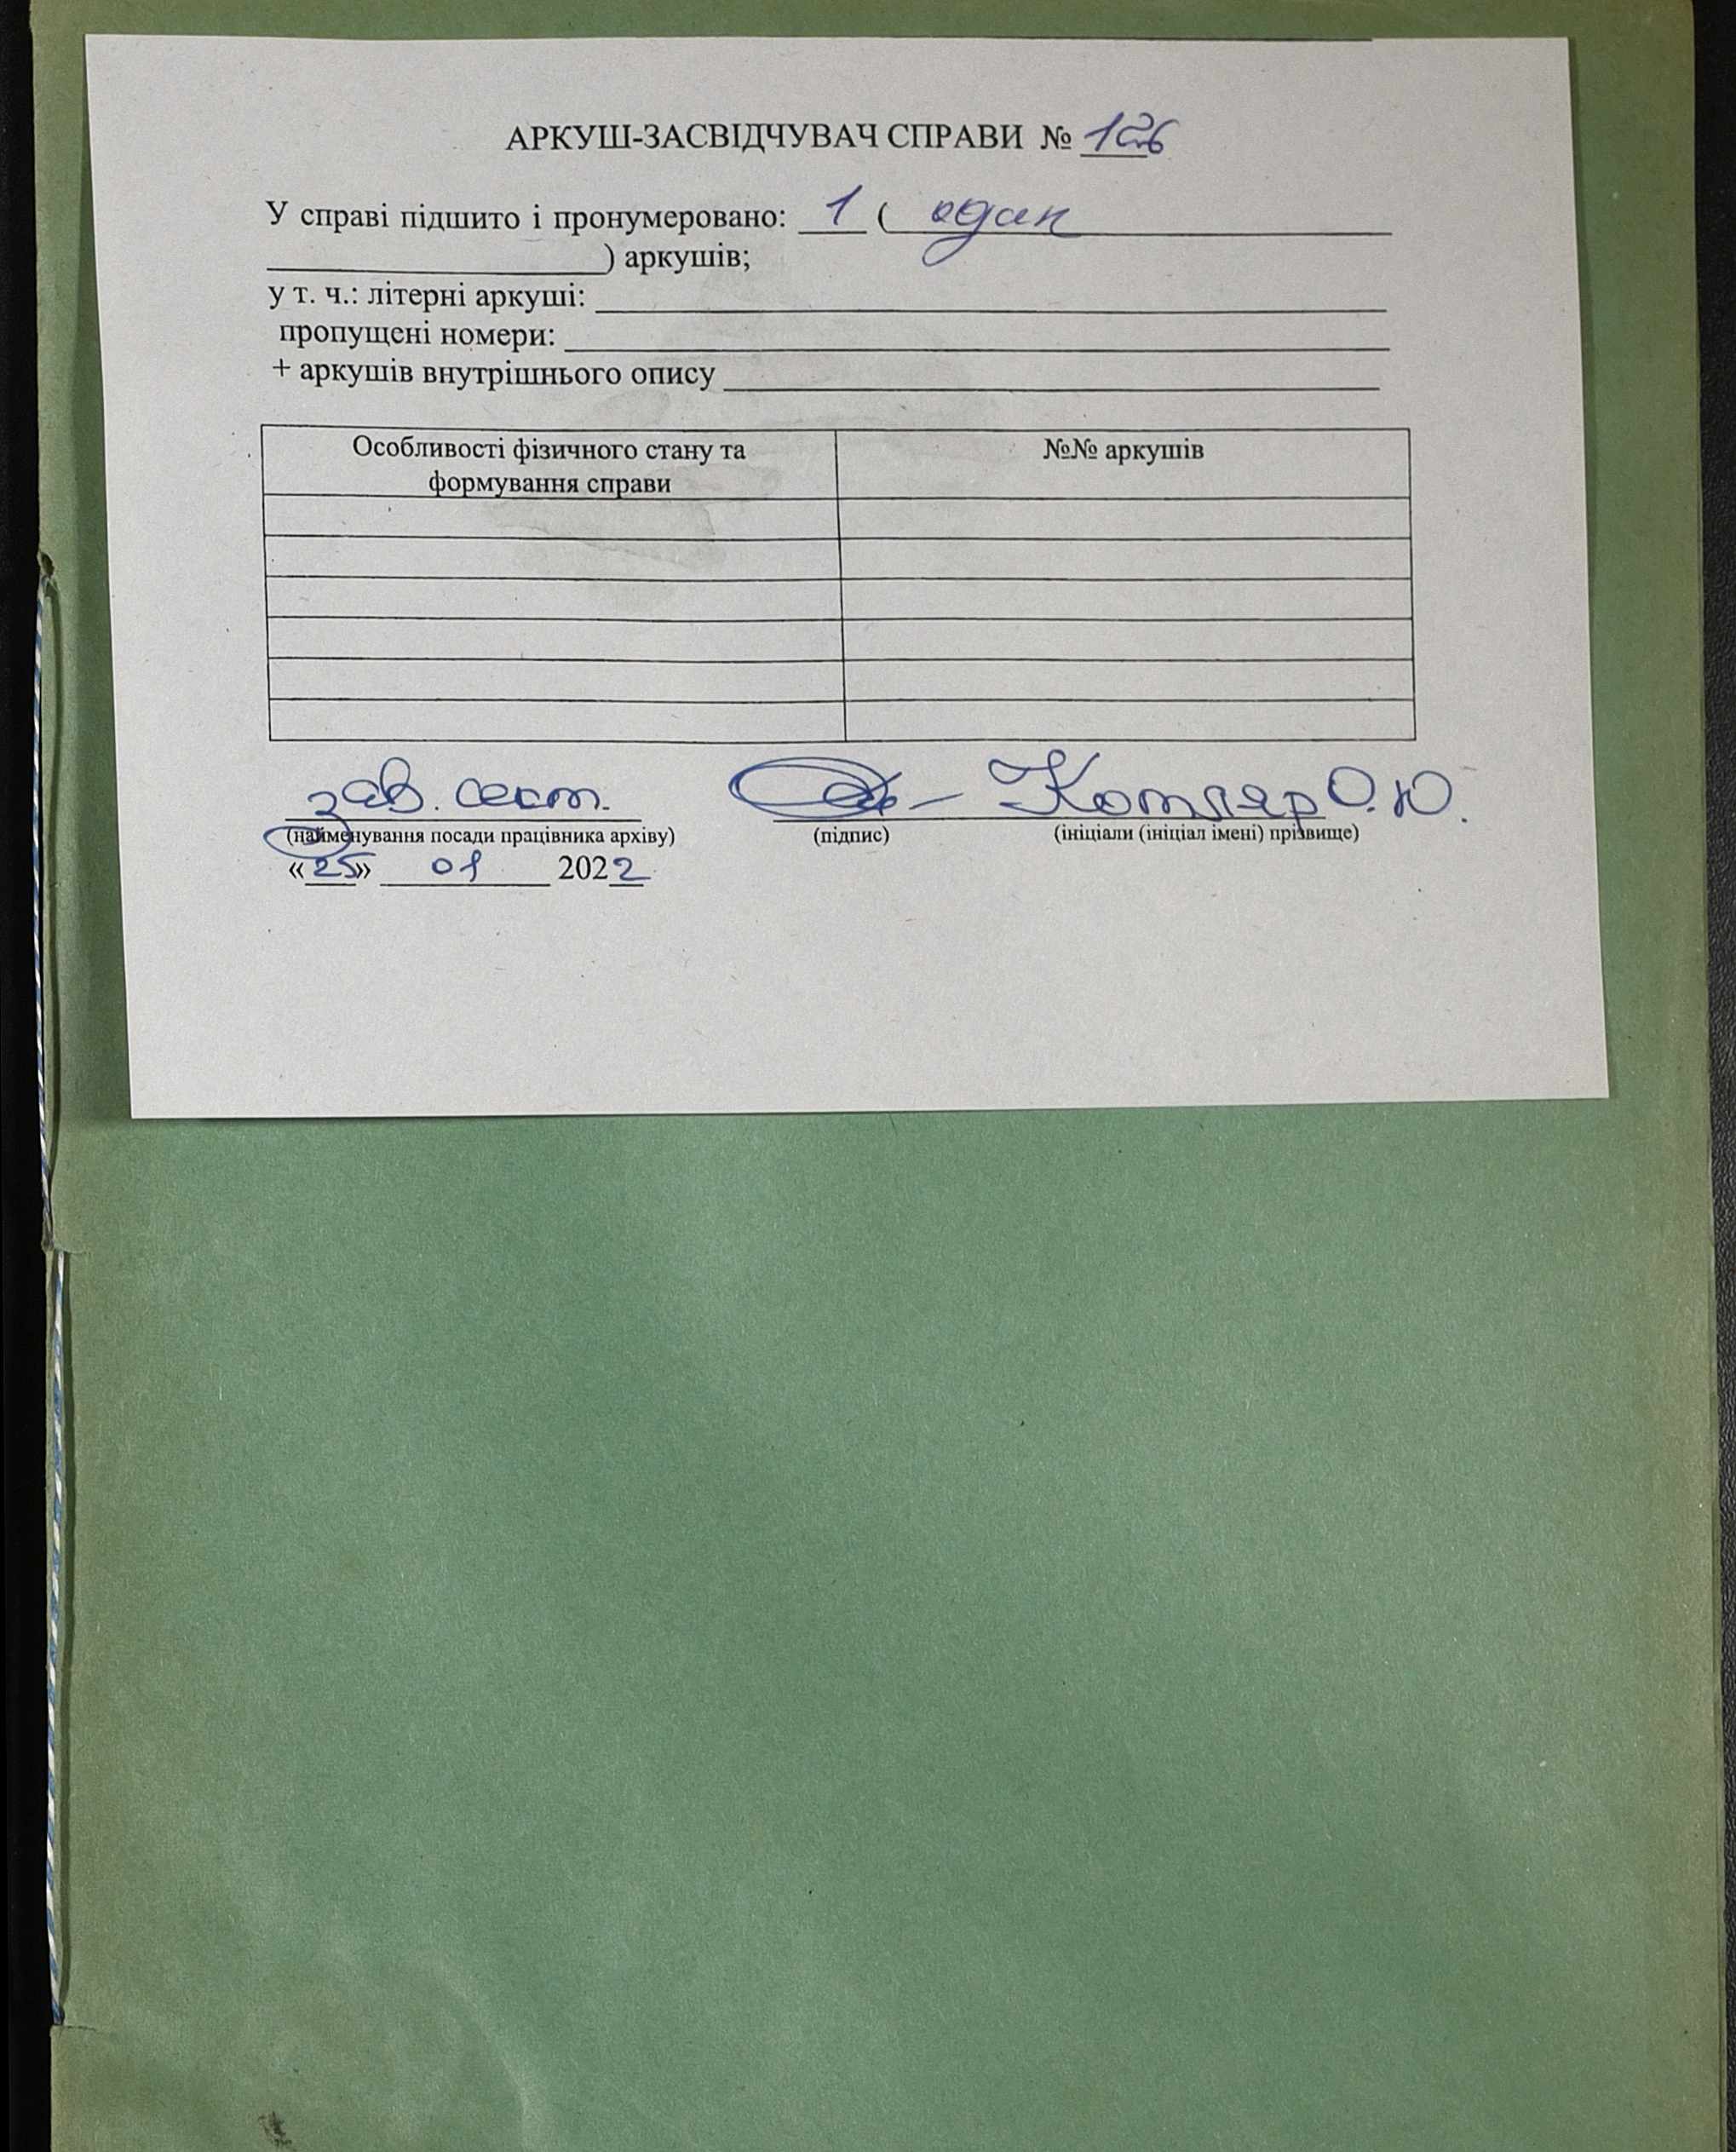 АРКУШ-ЗАСВІДЧУВАЧ СПРАВИ № 126
У справі підшито і пронумеровано: 1 ( один
) аркушів;
у т. ч.: літерні аркуші:
пропущені номери:
+ аркушів внутрішнього опису
Особливості фізичного стану та №№ аркушів
формування справи
зав. сект. Котляр О.Ю.
(найменування посади працівника архіву) (підпис) (ініціали (ініціал імені) прізвище)
«25» 01 2022